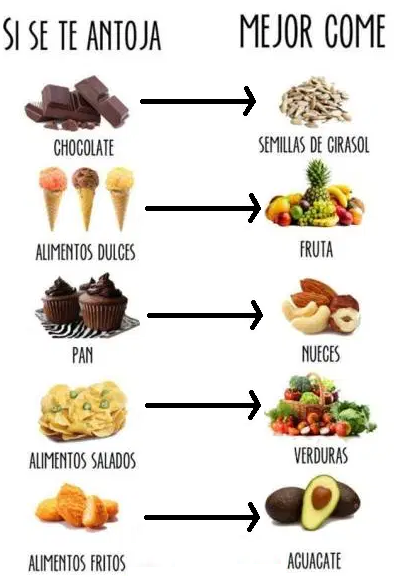 SI SE TE ANTOJA
MEJOR COME
CHOCOLATE
SEMILLAS DE GIRASOL
ALIMENTOS DULCES
FRUTA
PAN
NUECES
ALIMENTOS SALADOS
VERDURAS
ALIMENTOS FRITOS
AGUACATE